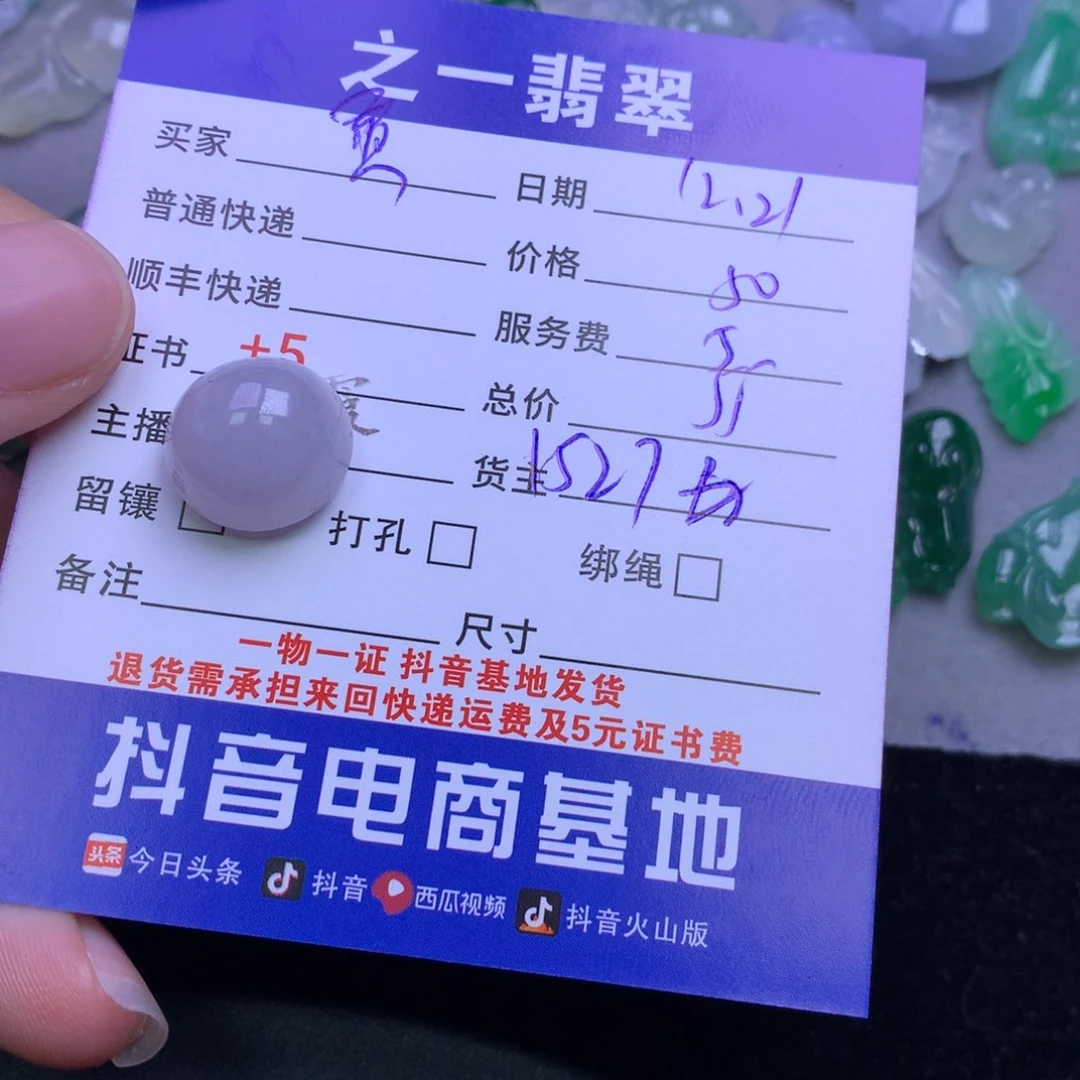 之一翡翠
买家 鱼 日期 12.21
普通快递 价格 50
顺丰快递 服务费 5
证书 +5 总价 55
主播 货主 1527
留镶 打孔 绑绳
备注 尺寸
一物一证 抖音基地发货
退货需承担来回快递运费及5元证书费
抖音电商基地
头条 今日头条 抖音 西瓜视频 抖音火山版